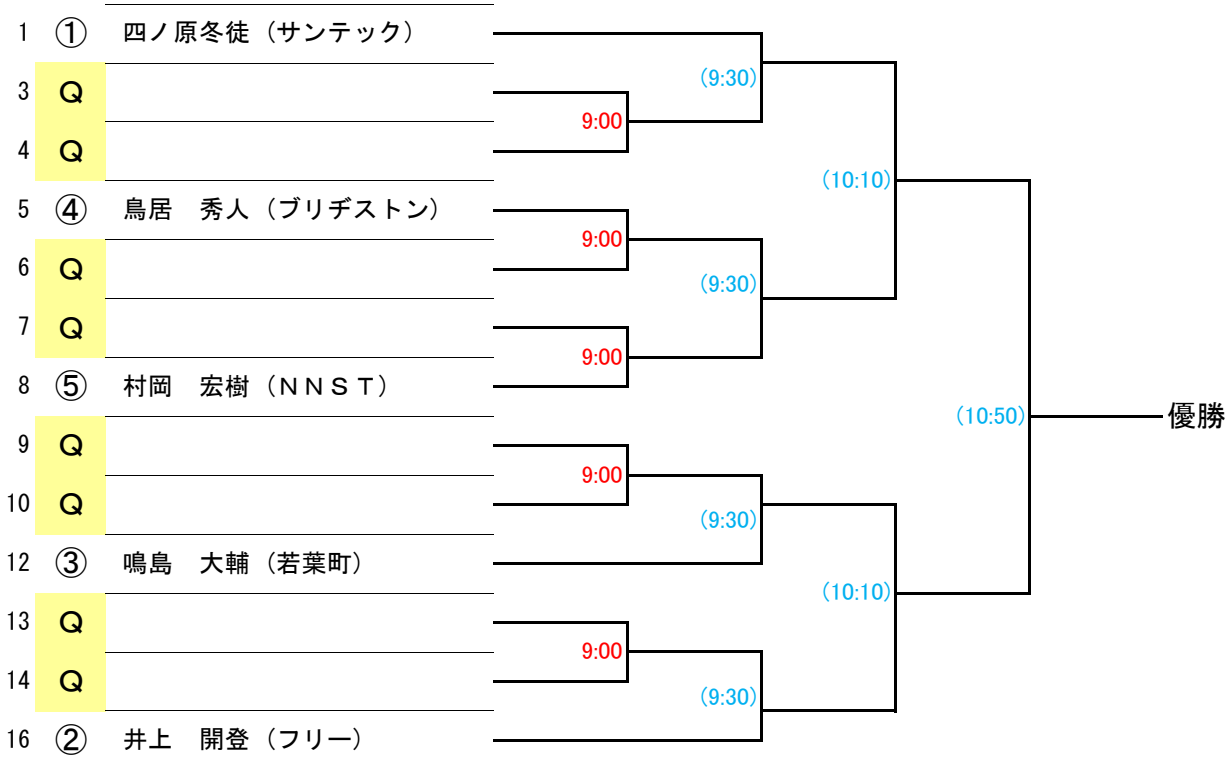 1 ① 四ノ原冬徒（サンテック）
(9:30)
3 Q
9:00
4 Q
(10:10)
5 ④鳥居　秀人（ブリヂストン）
9:00
6 Q
(9:30)
7 Q
9:00
8 ⑤ 村岡　宏樹（ＮＮＳＴ）
(10:50) 優勝
9 Q
9:00
10 Q
(9:30)
12 ③ 鳴島　大輔（若葉町）
(10:10)
13 Q
9:00
14 Q
(9:30)
16 ② 井上　開登（フリー）